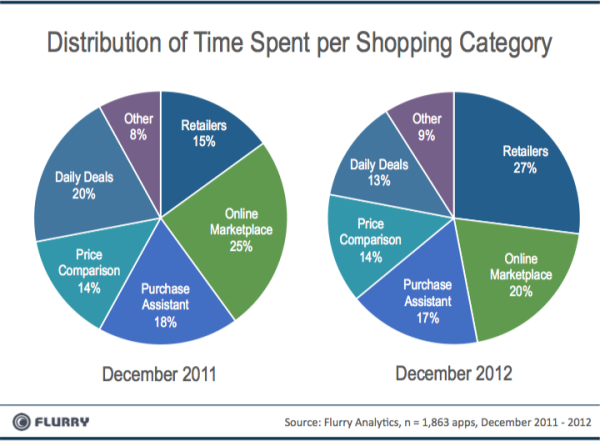 Distribution of Time Spent per Shopping Category
Other
8%
Retailers
15%
Daily Deals
20%
Online
Marketplace
25%
Price
Comparison
14%
Purchase
Assistant
18%
December 2011
Other
9%
Retailers
27%
Daily Deals
13%
Price
Comparison
14%
Online
Marketplace
20%
Purchase
Assistant
17%
December 2012
FLURRY
Source: Flurry Analytics, n = 1,863 apps, December 2011 - 2012